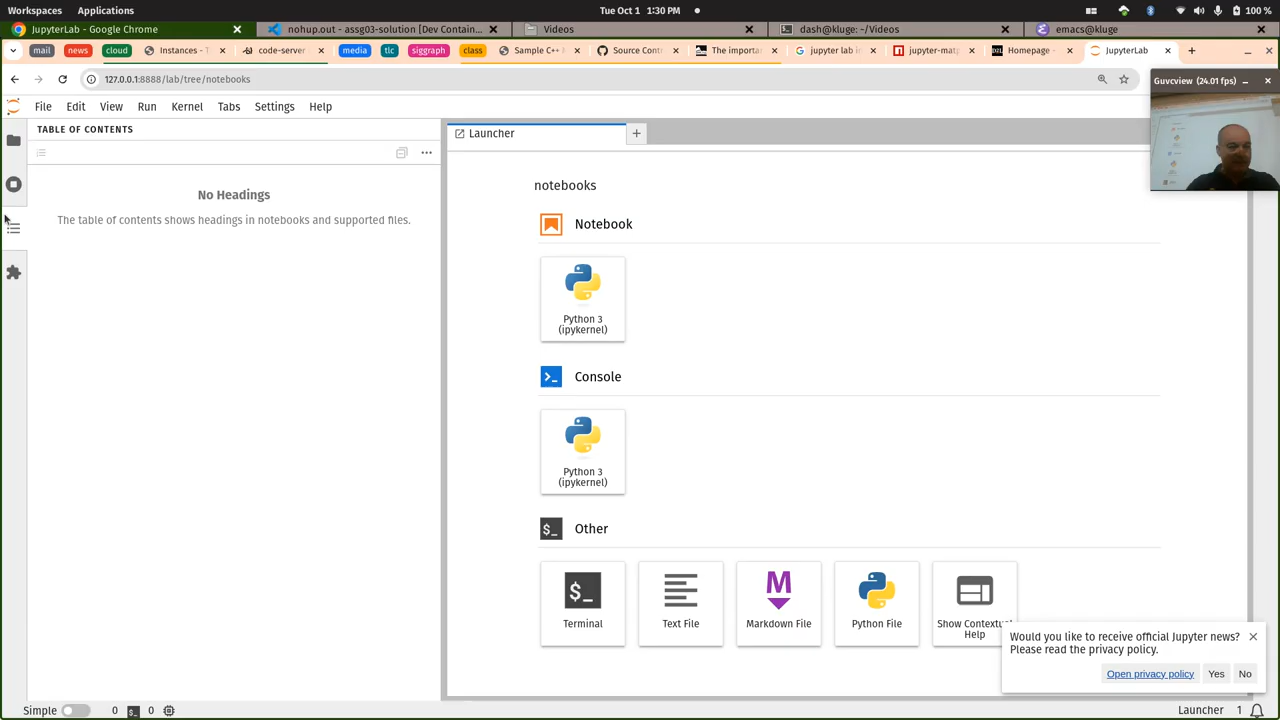 Workspaces Applications Tue Oct 1 1:30 PM 100 %
JupyterLab - Google Chrome nohup.out - assg03-solution [Dev Contain... Videos dash@kluge: ~/Videos emacs@kluge
mail news cloud Instances - T code-server media tlc siggraph class Sample C++ Source Contr The important jupyter lab in jupyter-matpl Homepage - JupyterLab
127.0.0.1:8888/lab/tree/notebooks
Guvcview (24.01 fps)
File Edit View Run Kernel Tabs Settings Help
TABLE OF CONTENTS
Launcher
No Headings
The table of contents shows headings in notebooks and supported files.
notebooks
Notebook
Python 3
(ipykernel)
Console
Python 3
(ipykernel)
Other
$_
Terminal
Text File
M
Markdown File
Python File
Show Contextual
Help
Would you like to receive official Jupyter news?
Please read the privacy policy.
Open privacy policy Yes No
Simple 0 $_ 0 Launcher 1